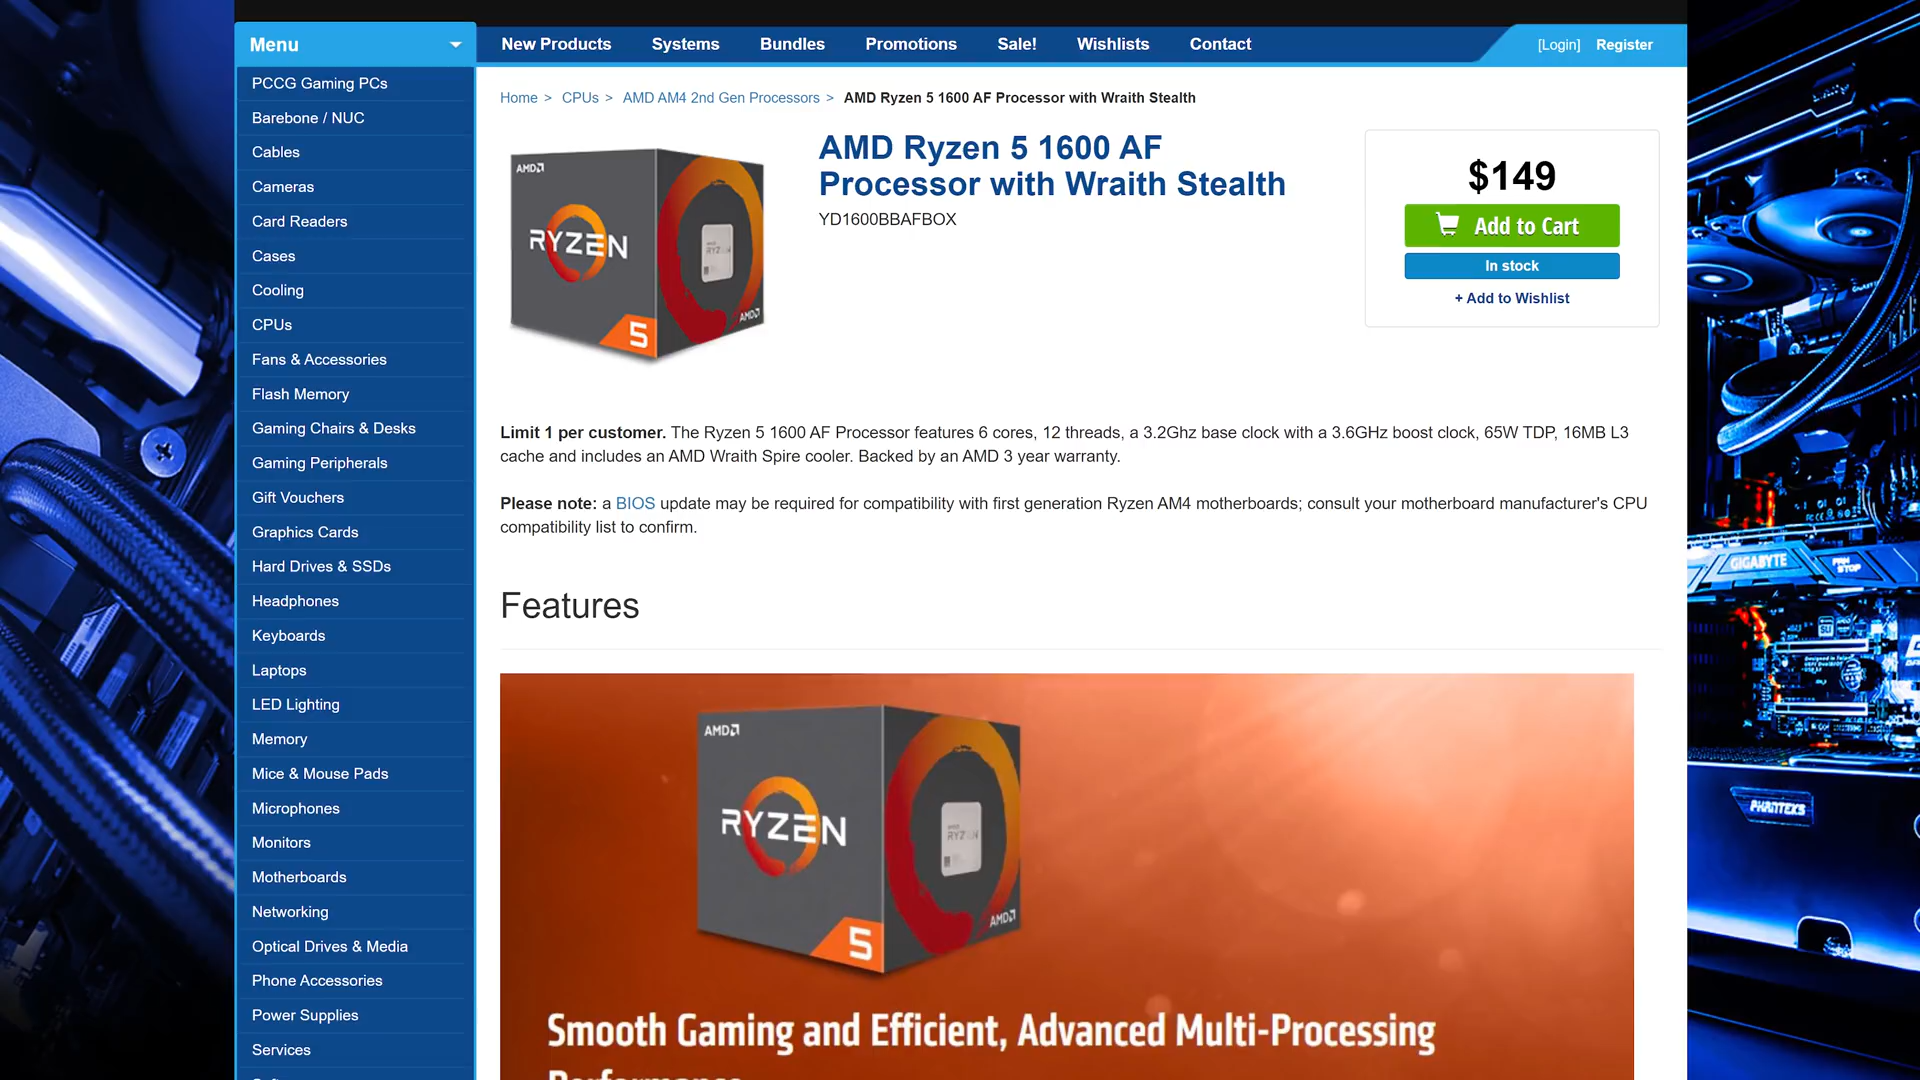 Menu
New Products
Systems
Bundles
Promotions
Sale!
Wishlists
Contact
[Login]
Register
PCCG Gaming PCs
Barebone / NUC
Cables
Cameras
Card Readers
Cases
Cooling
CPUs
Fans & Accessories
Flash Memory
Gaming Chairs & Desks
Gaming Peripherals
Gift Vouchers
Graphics Cards
Hard Drives & SSDs
Headphones
Keyboards
Laptops
LED Lighting
Memory
Mice & Mouse Pads
Microphones
Monitors
Motherboards
Networking
Optical Drives & Media
Phone Accessories
Power Supplies
Services
Home > CPUs > AMD AM4 2nd Gen Processors > AMD Ryzen 5 1600 AF Processor with Wraith Stealth
AMD
RYZEN
5
RYZEN
AMD
AMD Ryzen 5 1600 AF
Processor with Wraith Stealth
YD1600BBAFBOX
$149
Add to Cart
In stock
+ Add to Wishlist
Limit 1 per customer. The Ryzen 5 1600 AF Processor features 6 cores, 12 threads, a 3.2Ghz base clock with a 3.6GHz boost clock, 65W TDP, 16MB L3
cache and includes an AMD Wraith Spire cooler. Backed by an AMD 3 year warranty.
Please note: a BIOS update may be required for compatibility with first generation Ryzen AM4 motherboards; consult your motherboard manufacturer's CPU
compatibility list to confirm.
Features
AMD
RYZEN
5
RYZEN
AMD
Smooth Gaming and Efficient, Advanced Multi-Processing
GIGABYTE
FAN
STOP
SLI
PHANTEKS